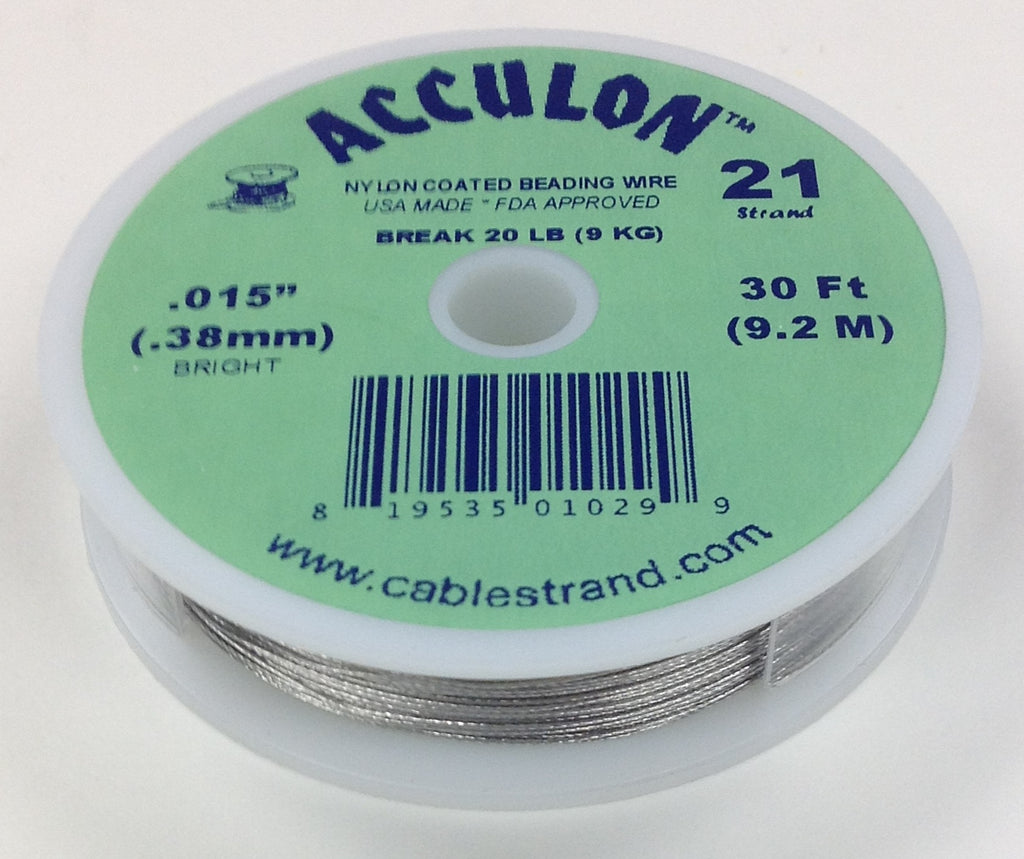 ACCULON™
NYLON COATED BEADING WIRE
USA MADE - FDA APPROVED
BREAK 20 LB (9 KG)
21
Strand
.015”
(.38mm)
BRIGHT
30 Ft
(9.2 M)
8 19535 01029 9
www.cablestrand.com